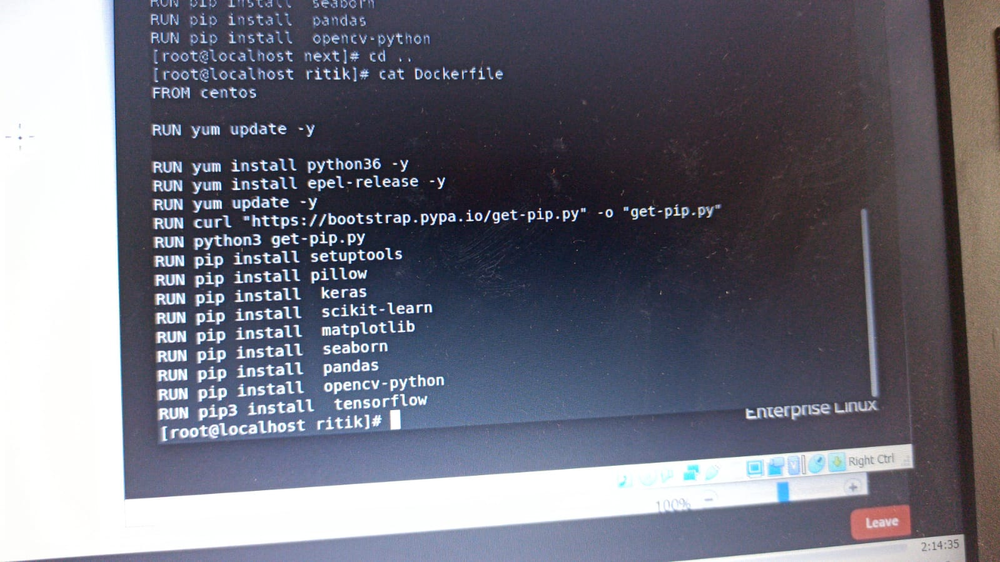 RUN pip install  seaborn
RUN pip install  pandas
RUN pip install  opencv-python
[root@localhost next]# cd ..
[root@localhost ritik]# cat Dockerfile
FROM centos
RUN yum update -y
RUN yum install python36 -y
RUN yum install epel-release -y
RUN yum update -y
RUN curl "https://bootstrap.pypa.io/get-pip.py" -o "get-pip.py"
RUN python3 get-pip.py
RUN pip install setuptools
RUN pip install pillow
RUN pip install  keras
RUN pip install  scikit-learn
RUN pip install  matplotlib
RUN pip install  seaborn
RUN pip install  pandas
RUN pip install  opencv-python
RUN pip3 install  tensorflow
[root@localhost ritik]#
Enterprise Linux
Right Ctrl
100%
Leave
2:14:35